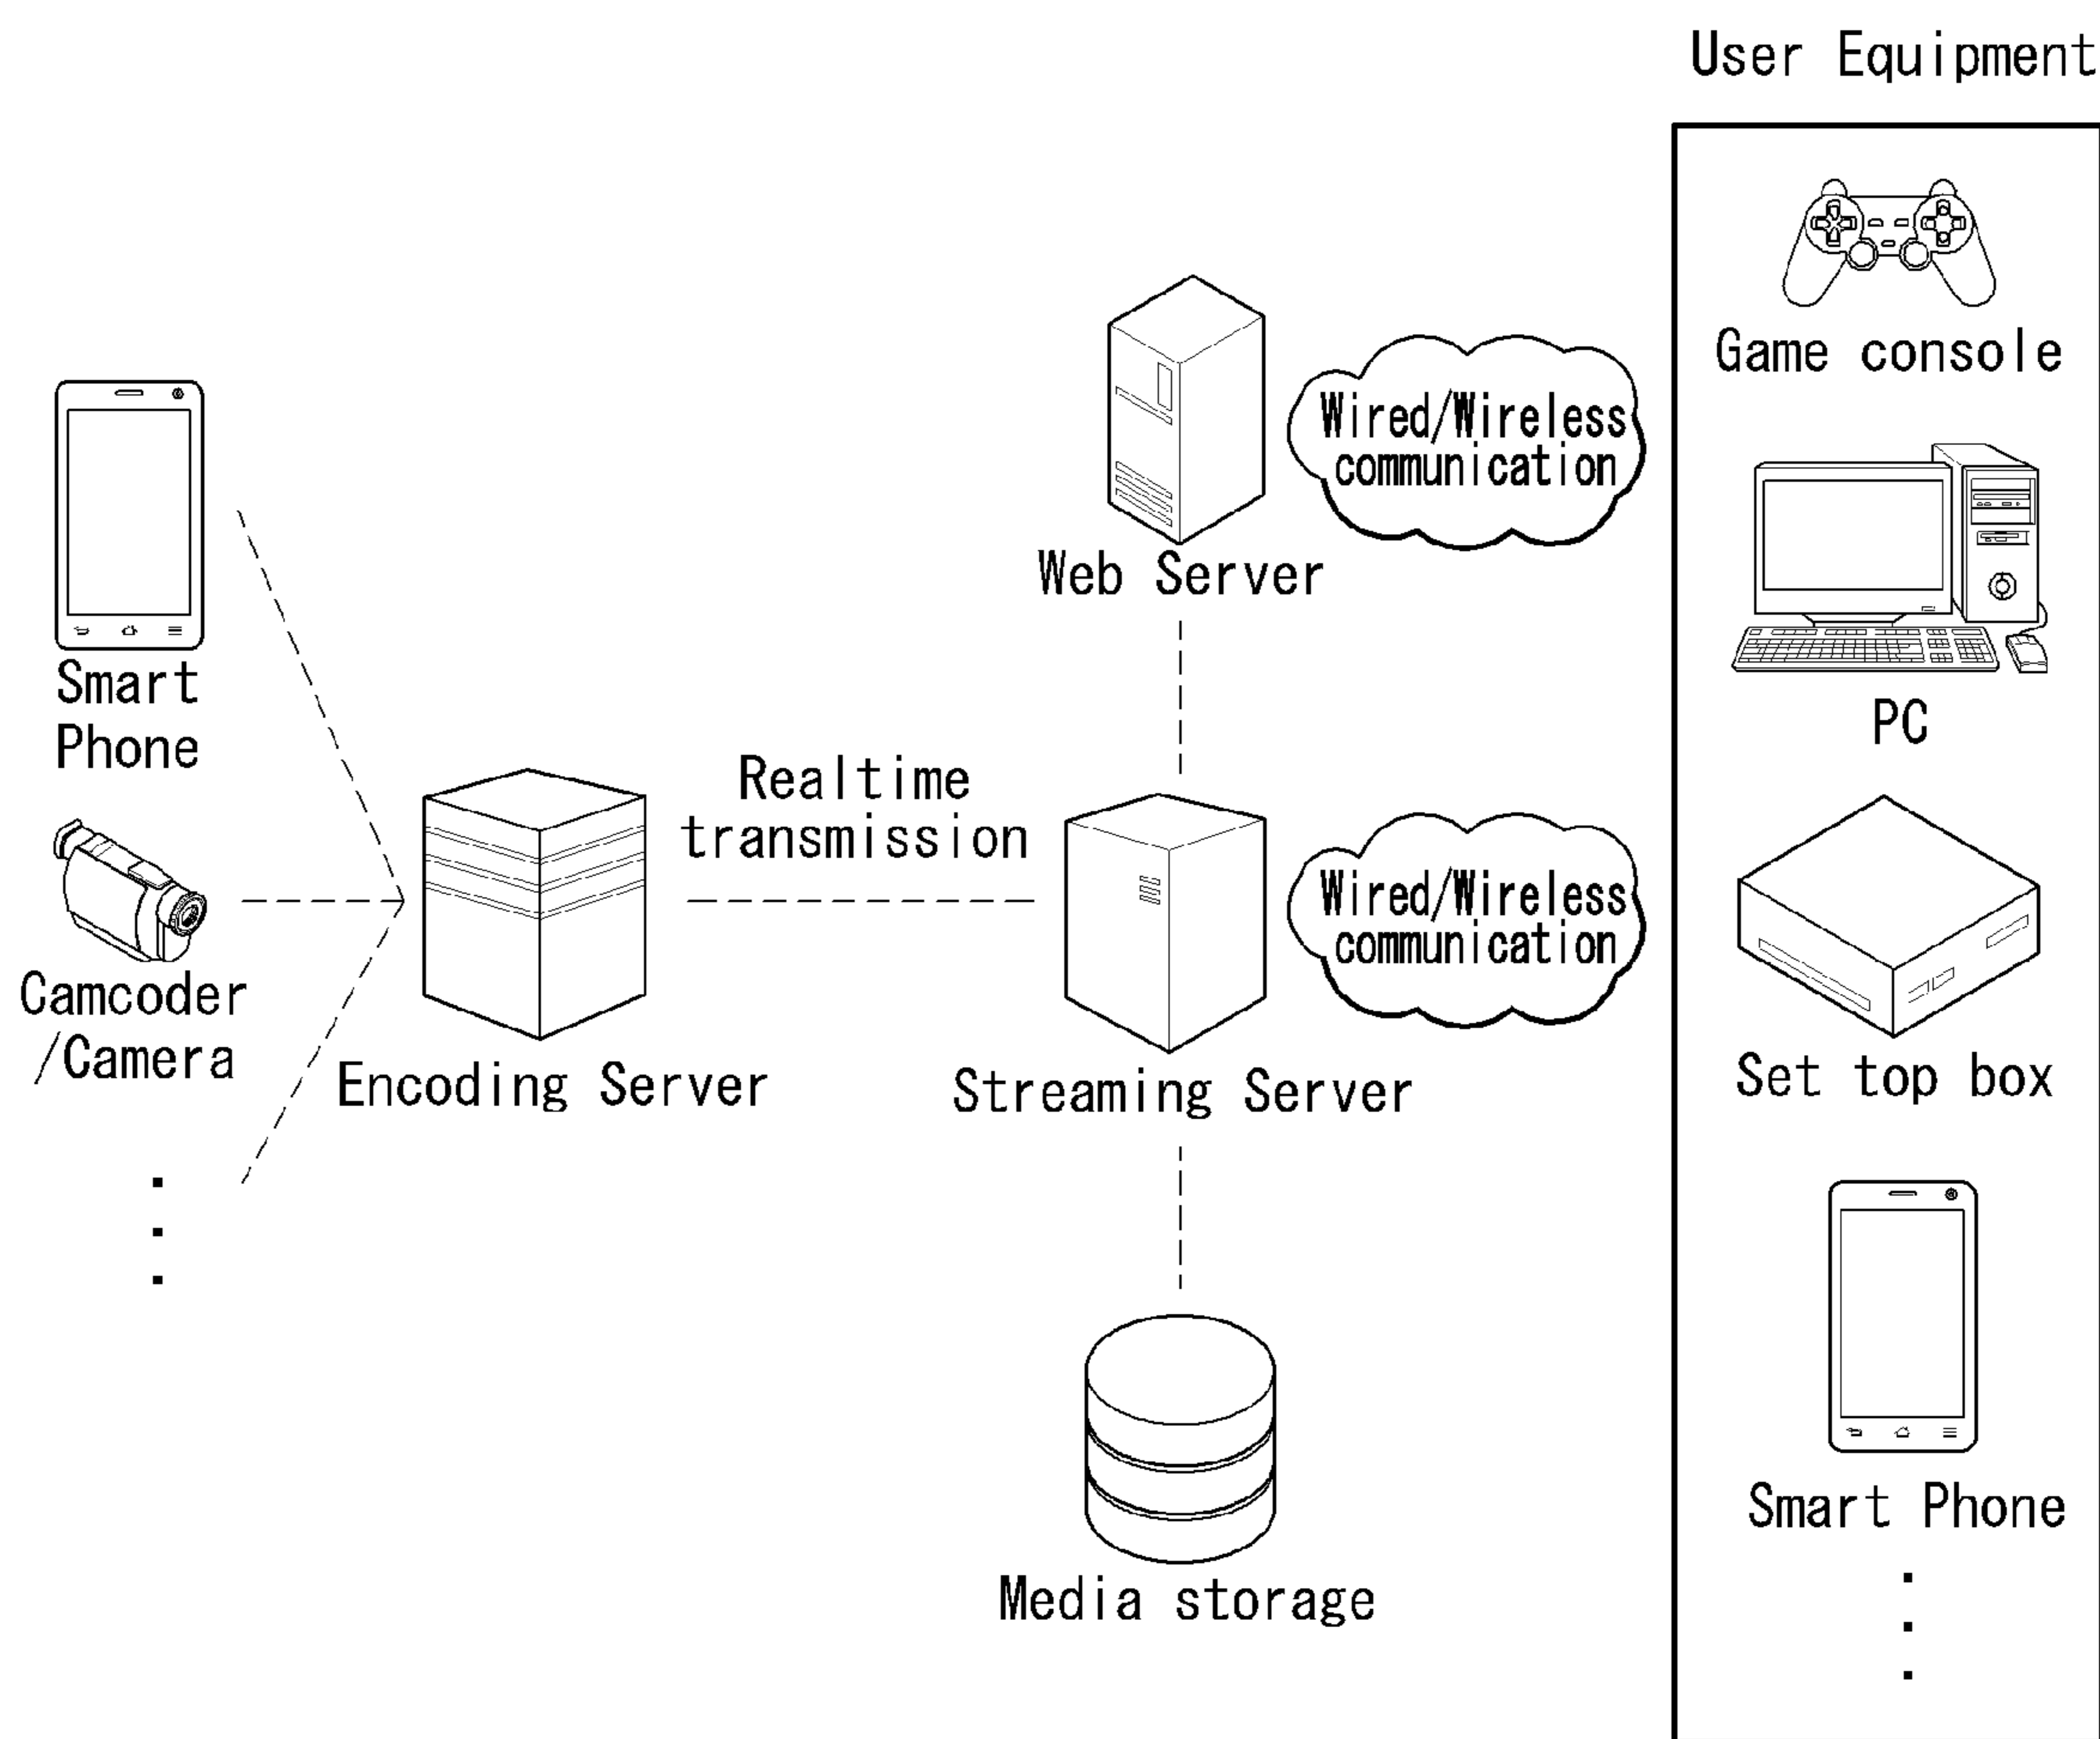 User Equipment
Game console
Wired/Wireless
communication
Web Server
Smart
Phone
PC
Realtime
transmission
Wired/Wireless
communication
Camcoder
/Camera
Encoding Server
Streaming Server
Set top box
Smart Phone
Media storage